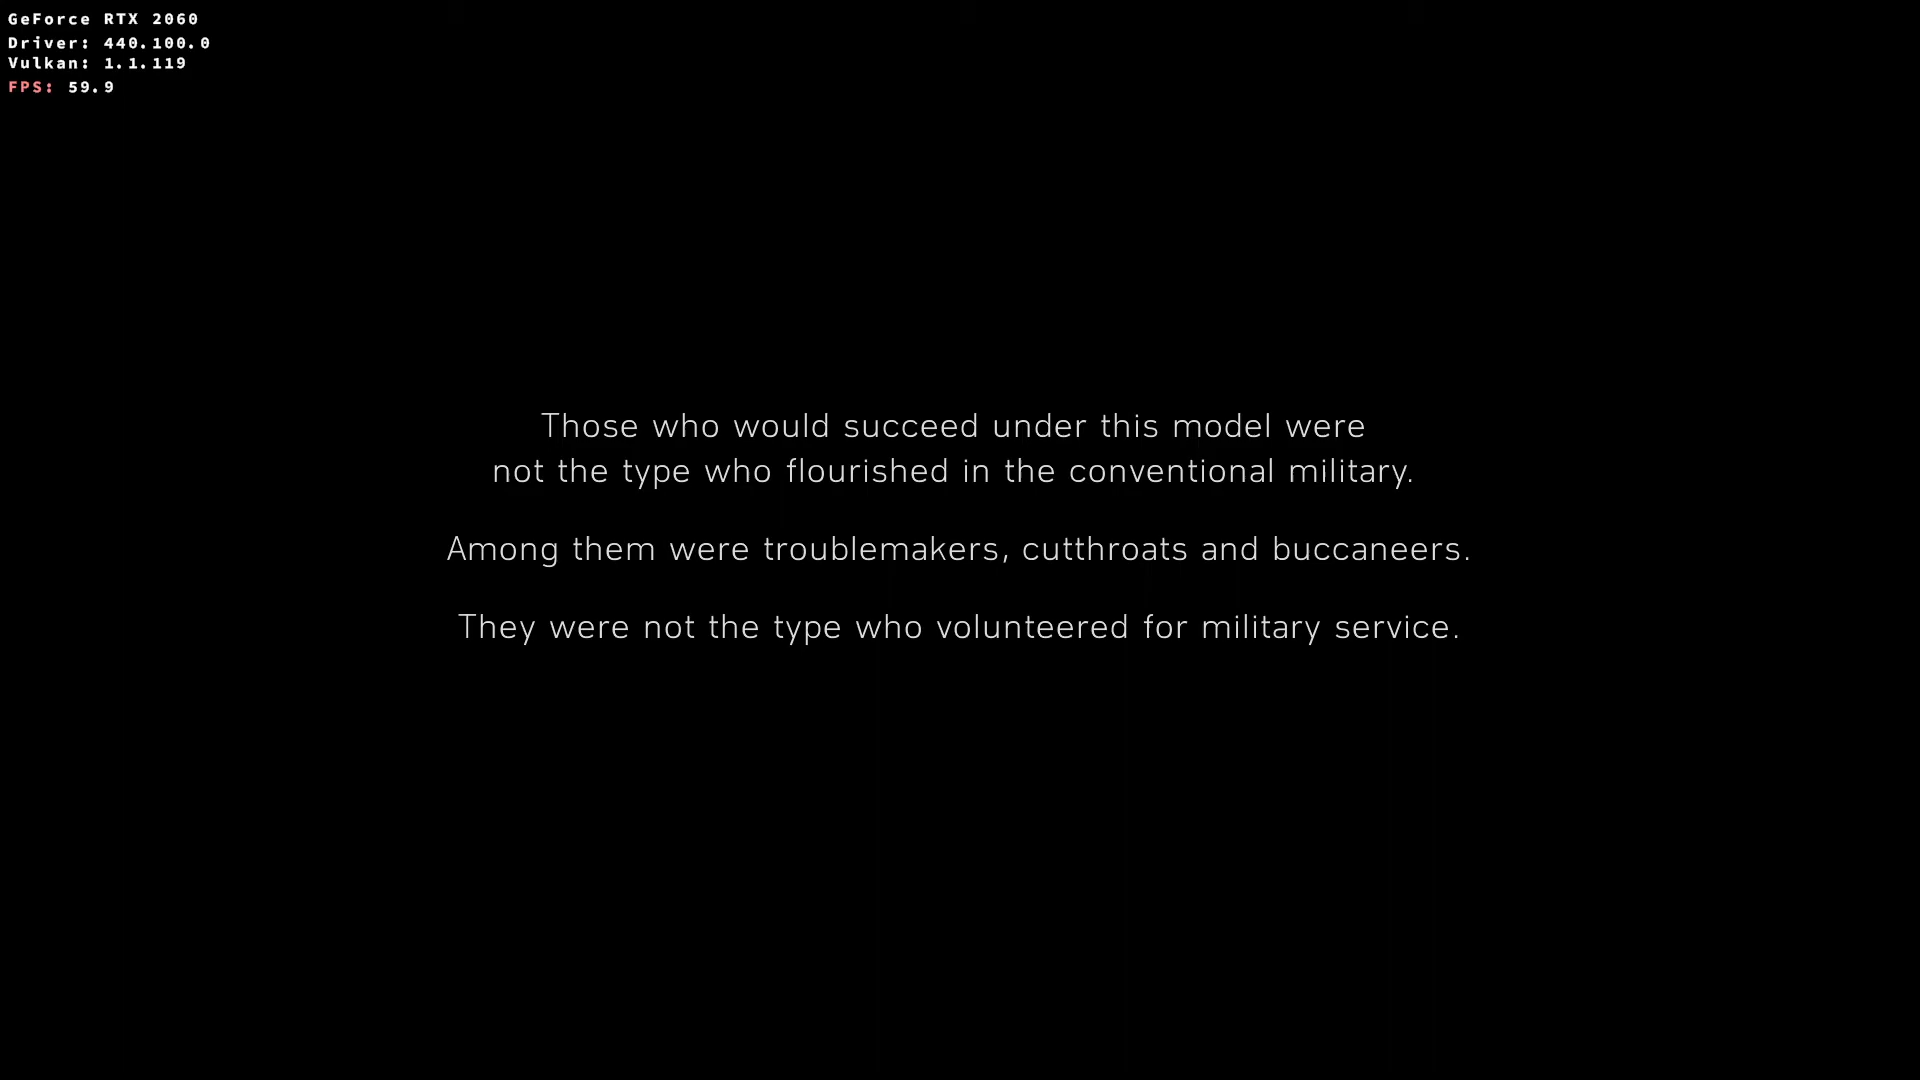 GeForce RTX 2060
Driver: 440.100.0
Vulkan: 1.1.119
FPS: 59.9
Those who would succeed under this model were
not the type who flourished in the conventional military.
Among them were troublemakers, cutthroats and buccaneers.
They were not the type who volunteered for military service.